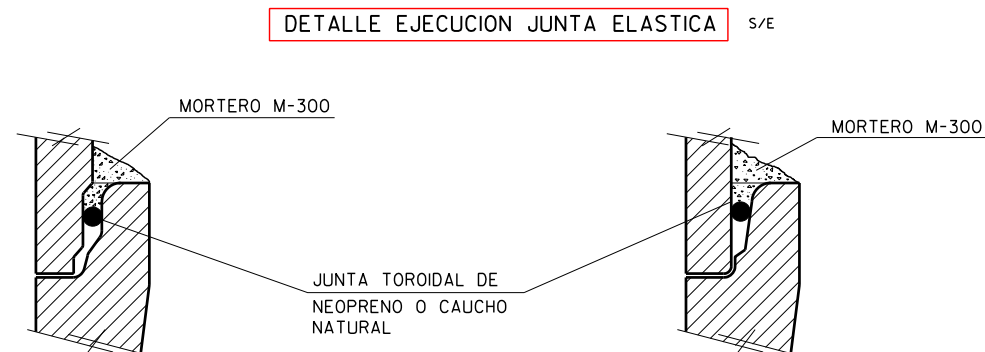 DETALLE EJECUCION JUNTA ELASTICA S/E
MORTERO M-300
MORTERO M-300
JUNTA TOROIDAL DE
NEOPRENO O CAUCHO
NATURAL